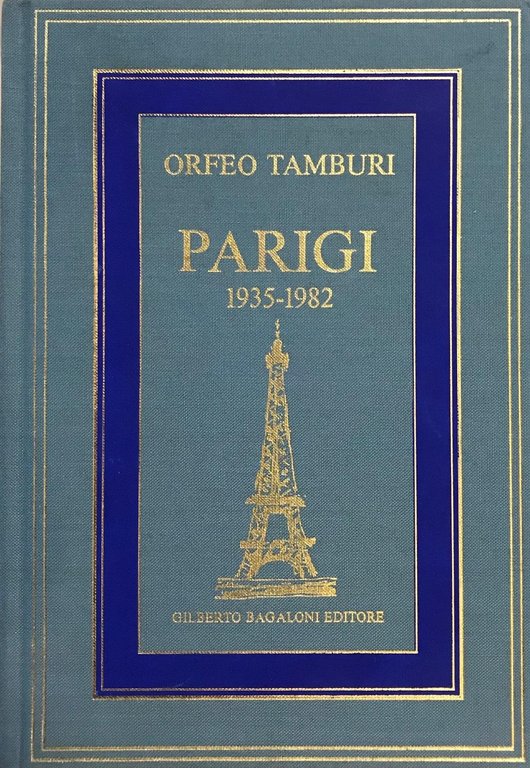 ORFEO TAMBURI
PARIGI
1935-1982
GILBERTO BAGALONI EDITORE